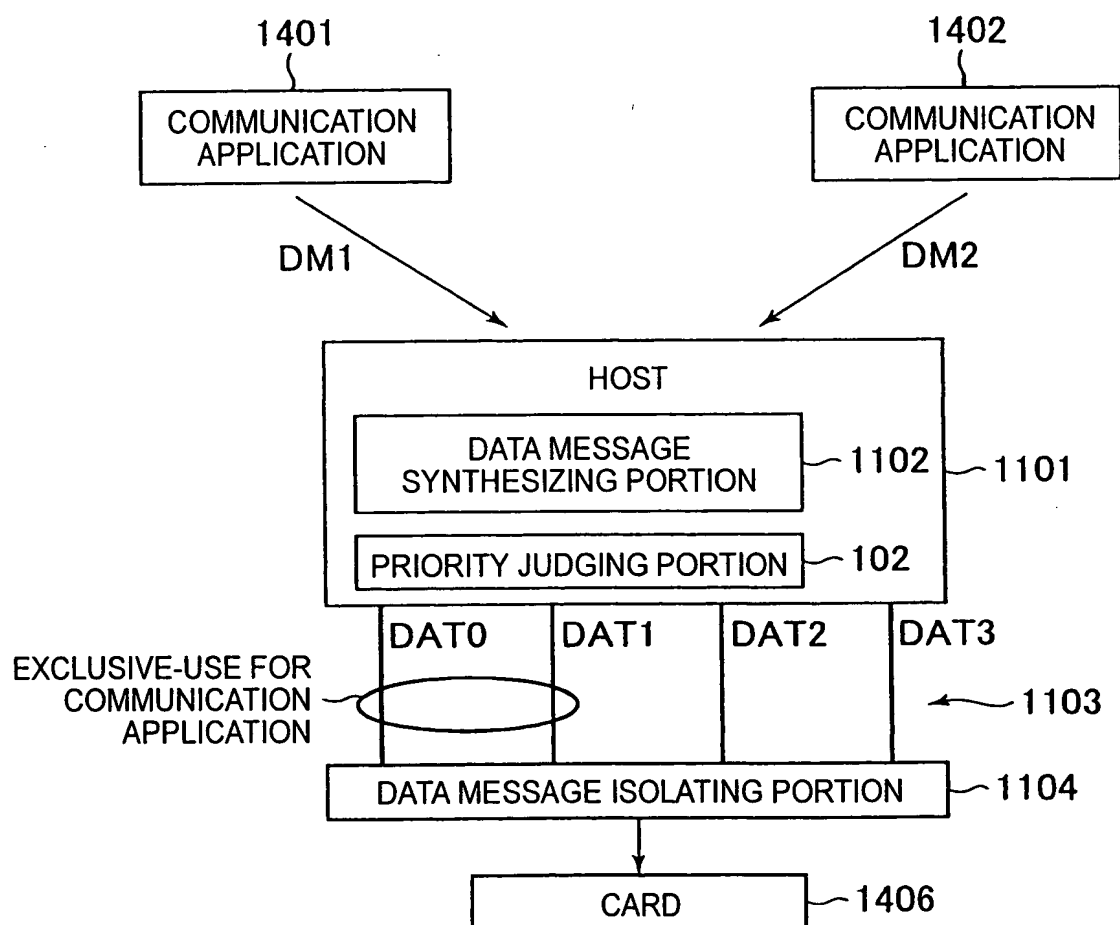 1401
1402
COMMUNICATION
APPLICATION
COMMUNICATION
APPLICATION
DM1
DM2
HOST
DATA MESSAGE
SYNTHESIZING PORTION
1102
1101
PRIORITY JUDGING PORTION
102
DAT0
DAT1
DAT2
DAT3
EXCLUSIVE-USE FOR
COMMUNICATION
APPLICATION
1103
DATA MESSAGE ISOLATING PORTION
1104
CARD
1406